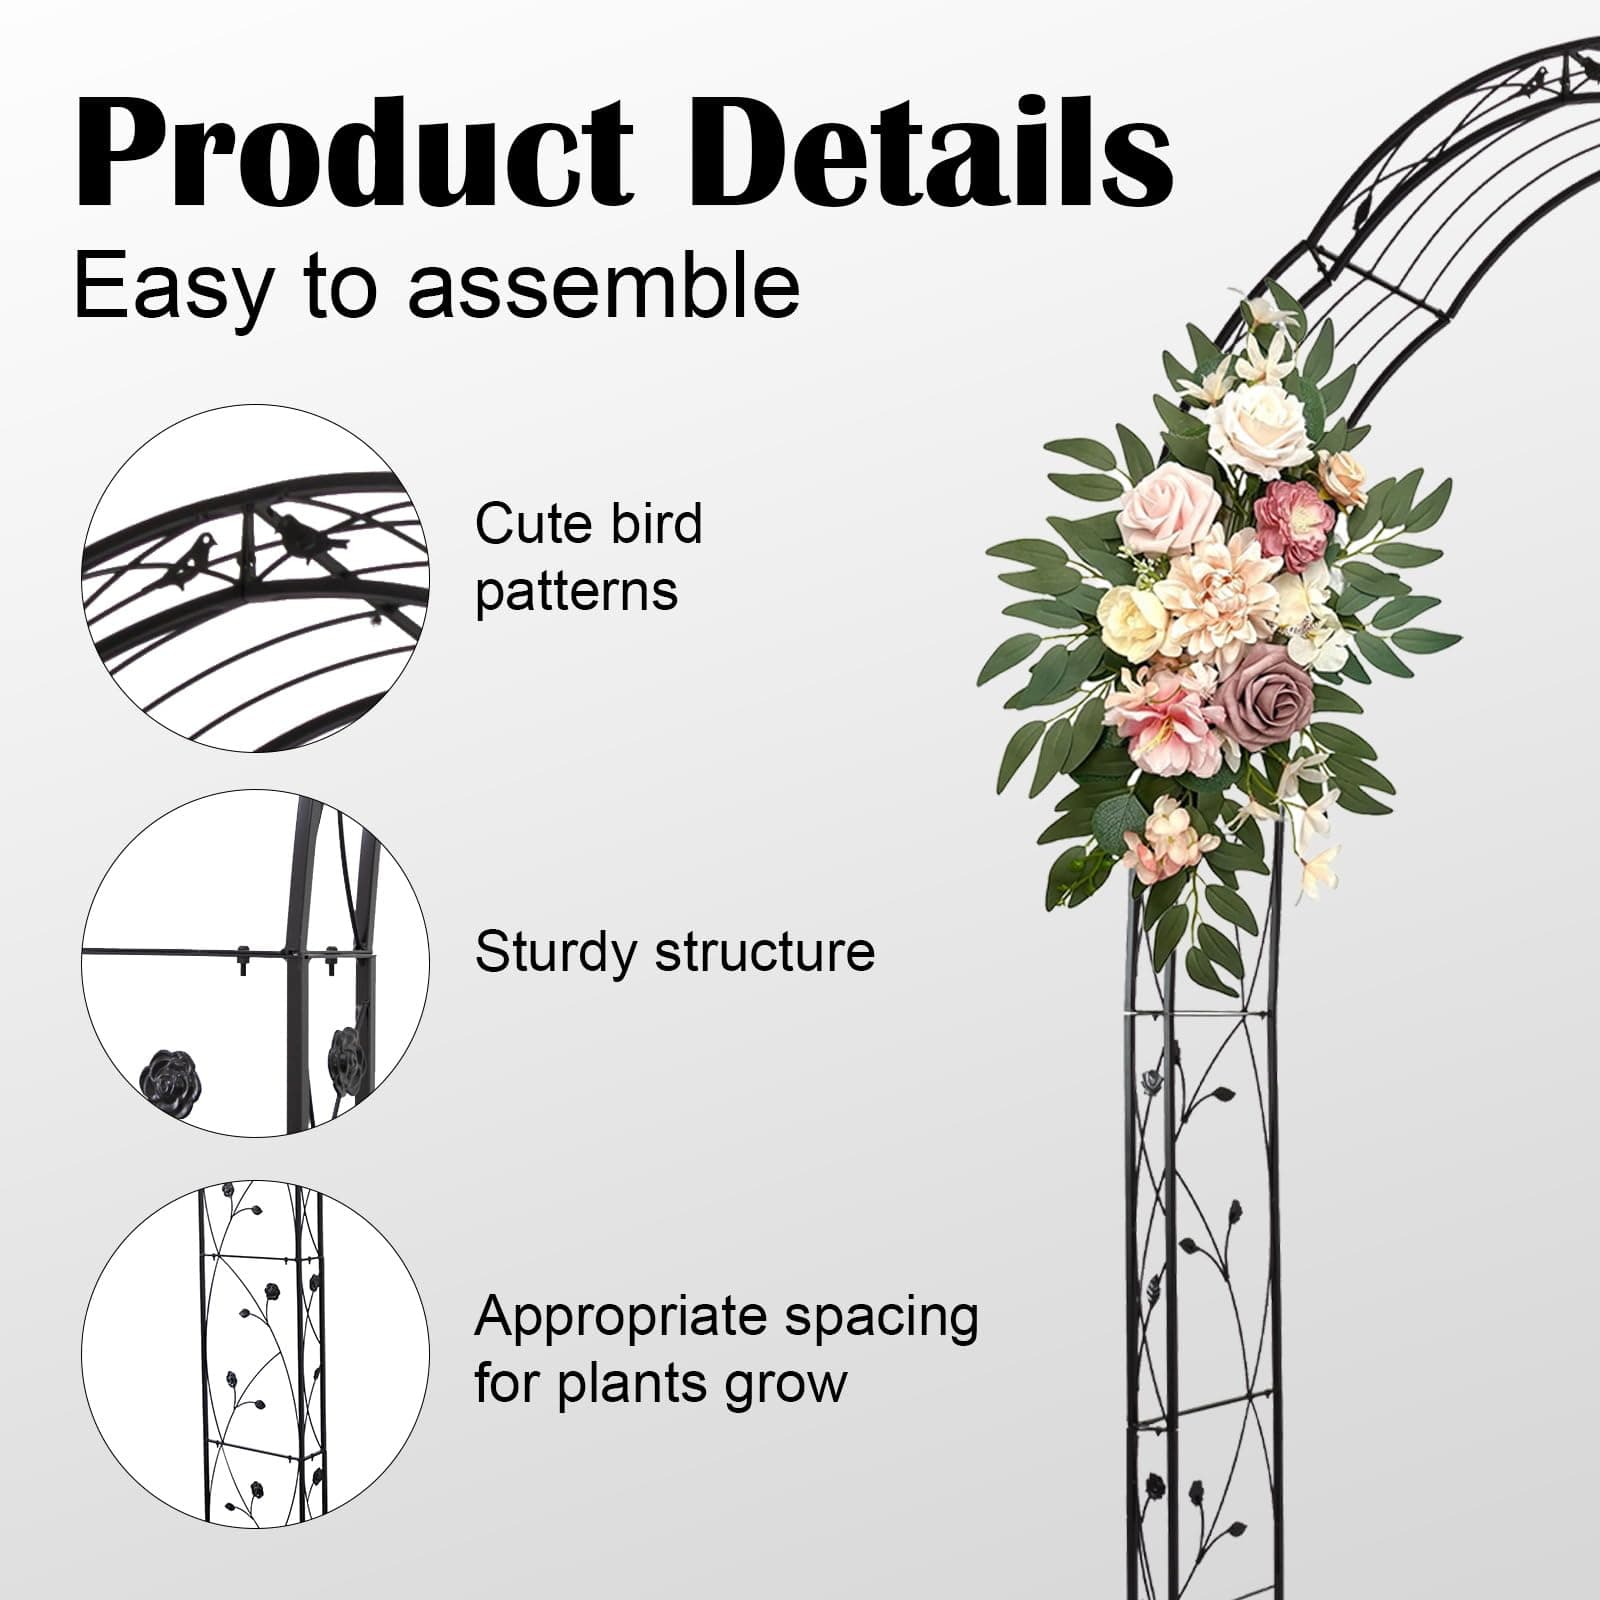 Product Details
Easy to assemble
Cute bird
patterns
Sturdy structure
Appropriate spacing
for plants grow